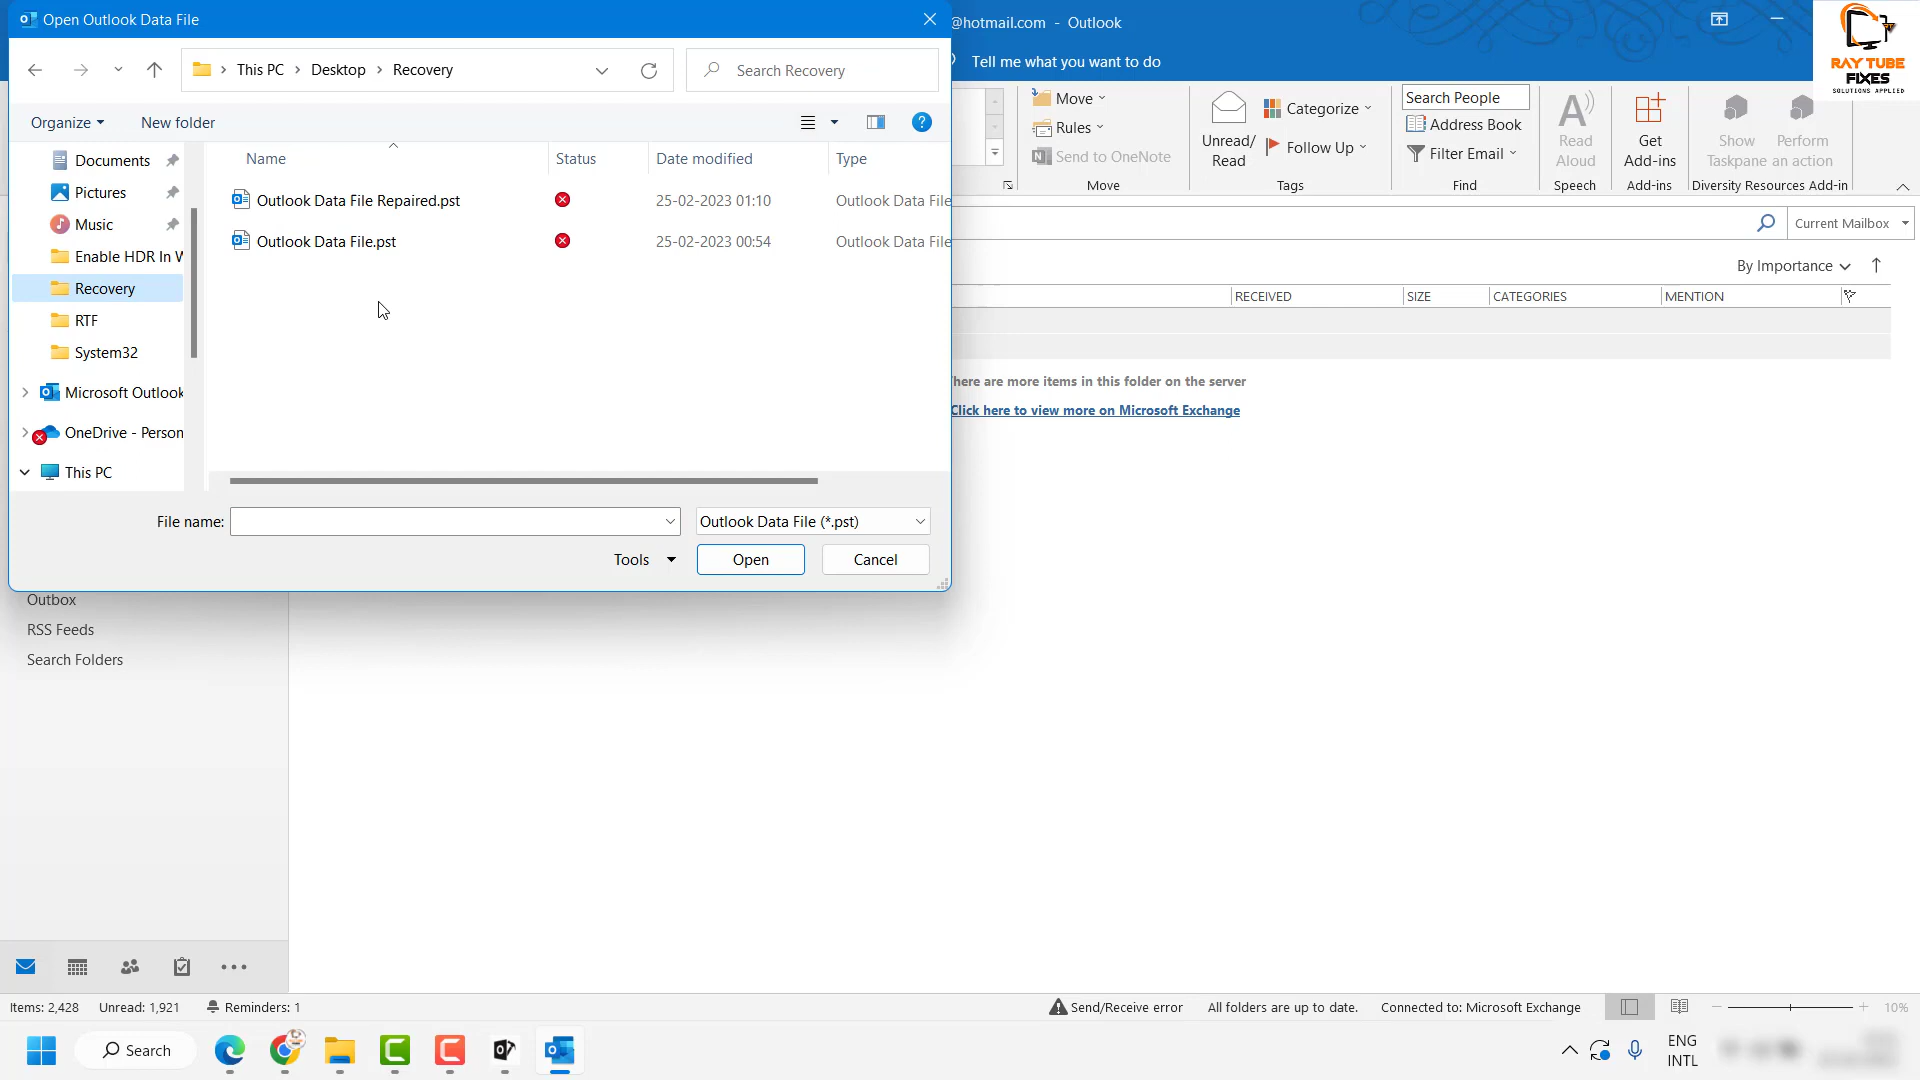 Open Outlook Data File
@hotmail.com - Outlook
RAY TUBE
FIXES
SOLUTIONS APPLIED
This PC > Desktop > Recovery
Search Recovery
Tell me what you want to do
Organize
New folder
Move
Rules
Send to OneNote
Move
Unread/
Read
Categorize
Follow Up
Tags
Search People
Address Book
Filter Email
Find
Read
Aloud
Speech
Get
Add-ins
Add-ins
Show
Taskpane
Perform
an action
Diversity Resources Add-in
Documents
Pictures
Music
Enable HDR In W
Recovery
RTF
System32
Microsoft Outlook
OneDrive - Person
This PC
Name Status Date modified Type
Outlook Data File Repaired.pst 25-02-2023 01:10 Outlook Data File
Outlook Data File.pst 25-02-2023 00:54 Outlook Data File
Current Mailbox
By Importance
RECEIVED SIZE CATEGORIES MENTION
here are more items in this folder on the server
Click here to view more on Microsoft Exchange
File name:
Outlook Data File (*.pst)
Tools
Open
Cancel
Outbox
RSS Feeds
Search Folders
Items: 2,428 Unread: 1,921 Reminders: 1
Send/Receive error All folders are up to date. Connected to: Microsoft Exchange 10%
Search
ENG
INTL